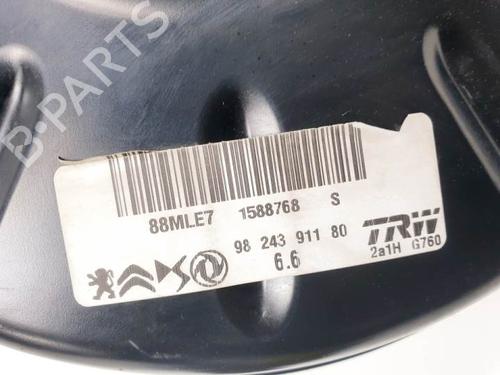 B-PARTS
88MLE7 1588768 S
98 243 911 80
6.6
TRW
2a1H G760